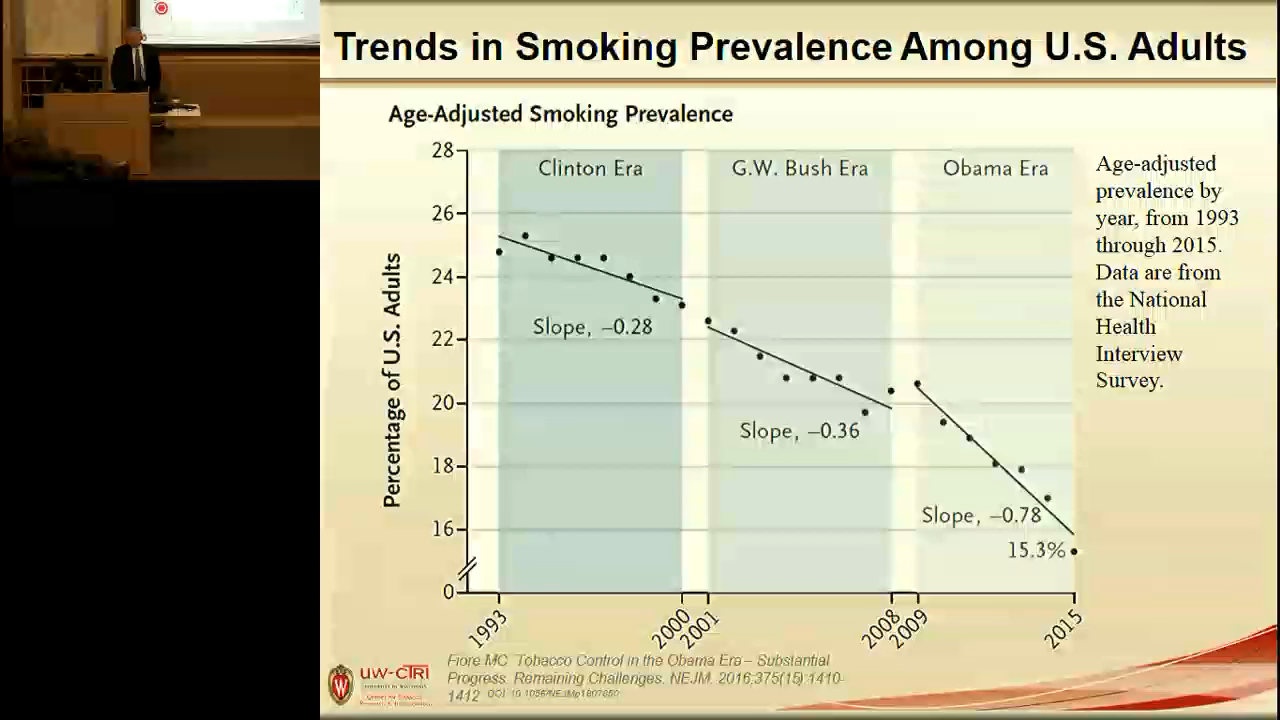 Trends in Smoking Prevalence Among U.S. Adults
Age-Adjusted Smoking Prevalence
28
26
24
22
20
18
16
0
Percentage of U.S. Adults
Clinton Era
G.W. Bush Era
Obama Era
Slope, –0.28
Slope, –0.36
Slope, –0.78
15.3%
1993
2000
2001
2008
2009
2015
Age-adjusted
prevalence by
year, from 1993
through 2015.
Data are from
the National
Health
Interview
Survey.
UW-CTRI
Fiore MC Tobacco Control in the Obama Era – Substantial
Progress. Remaining Challenges. NEJM. 2016;375(15):1410-
1412